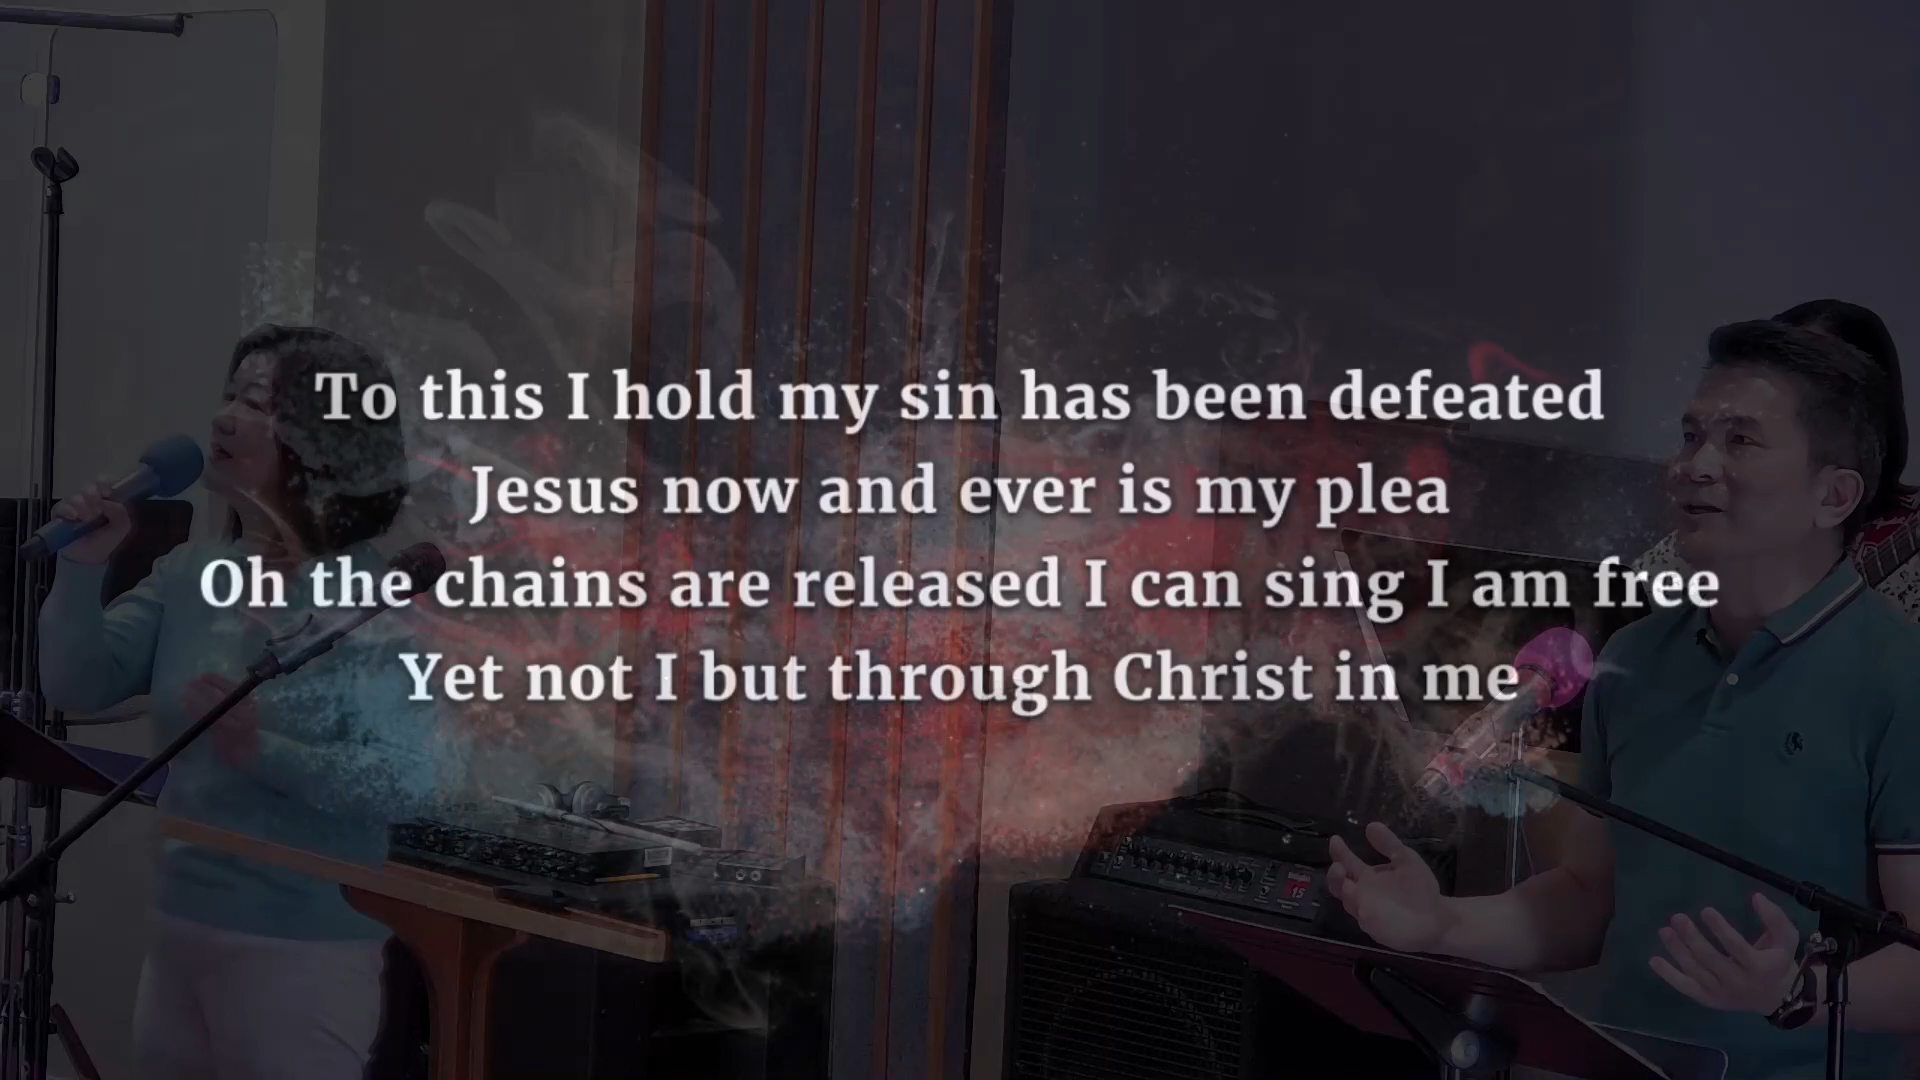 To this I hold my sin has been defeated
Jesus now and ever is my plea
Oh the chains are released I can sing I am free
Yet not I but through Christ in me
15